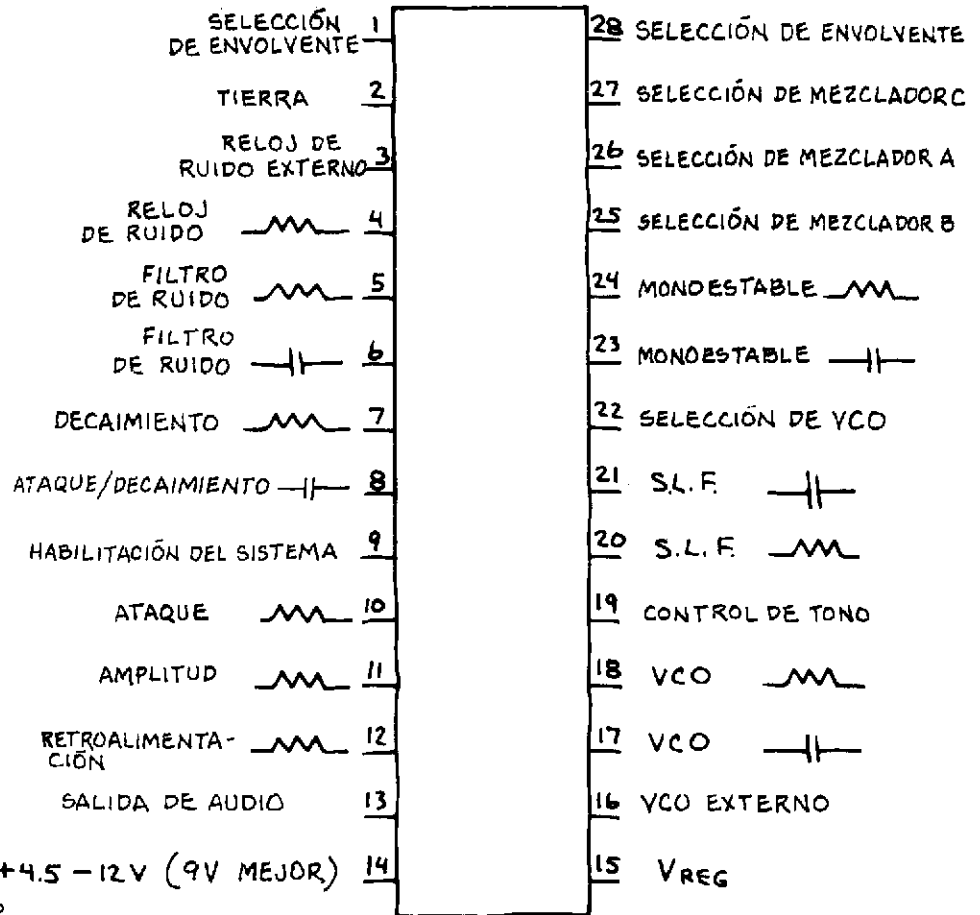 SELECCIÓN
DE ENVOLVENTE 1
TIERRA 2
RELOJ DE
RUIDO EXTERNO 3
RELOJ
DE RUIDO 4
FILTRO
DE RUIDO 5
FILTRO
DE RUIDO 6
DECAIMIENTO 7
ATAQUE/DECAIMIENTO 8
HABILITACIÓN DEL SISTEMA 9
ATAQUE 10
AMPLITUD 11
RETROALIMENTA-
CIÓN 12
SALIDA DE AUDIO 13
+4.5 - 12V (9V MEJOR) 14
28 SELECCIÓN DE ENVOLVENTE
27 SELECCIÓN DE MEZCLADOR C
26 SELECCIÓN DE MEZCLADOR A
25 SELECCIÓN DE MEZCLADOR B
24 MONOESTABLE
23 MONOESTABLE
22 SELECCIÓN DE VCO
21 S.L.F.
20 S.L.F.
19 CONTROL DE TONO
18 VCO
17 VCO
16 VCO EXTERNO
15 VREG